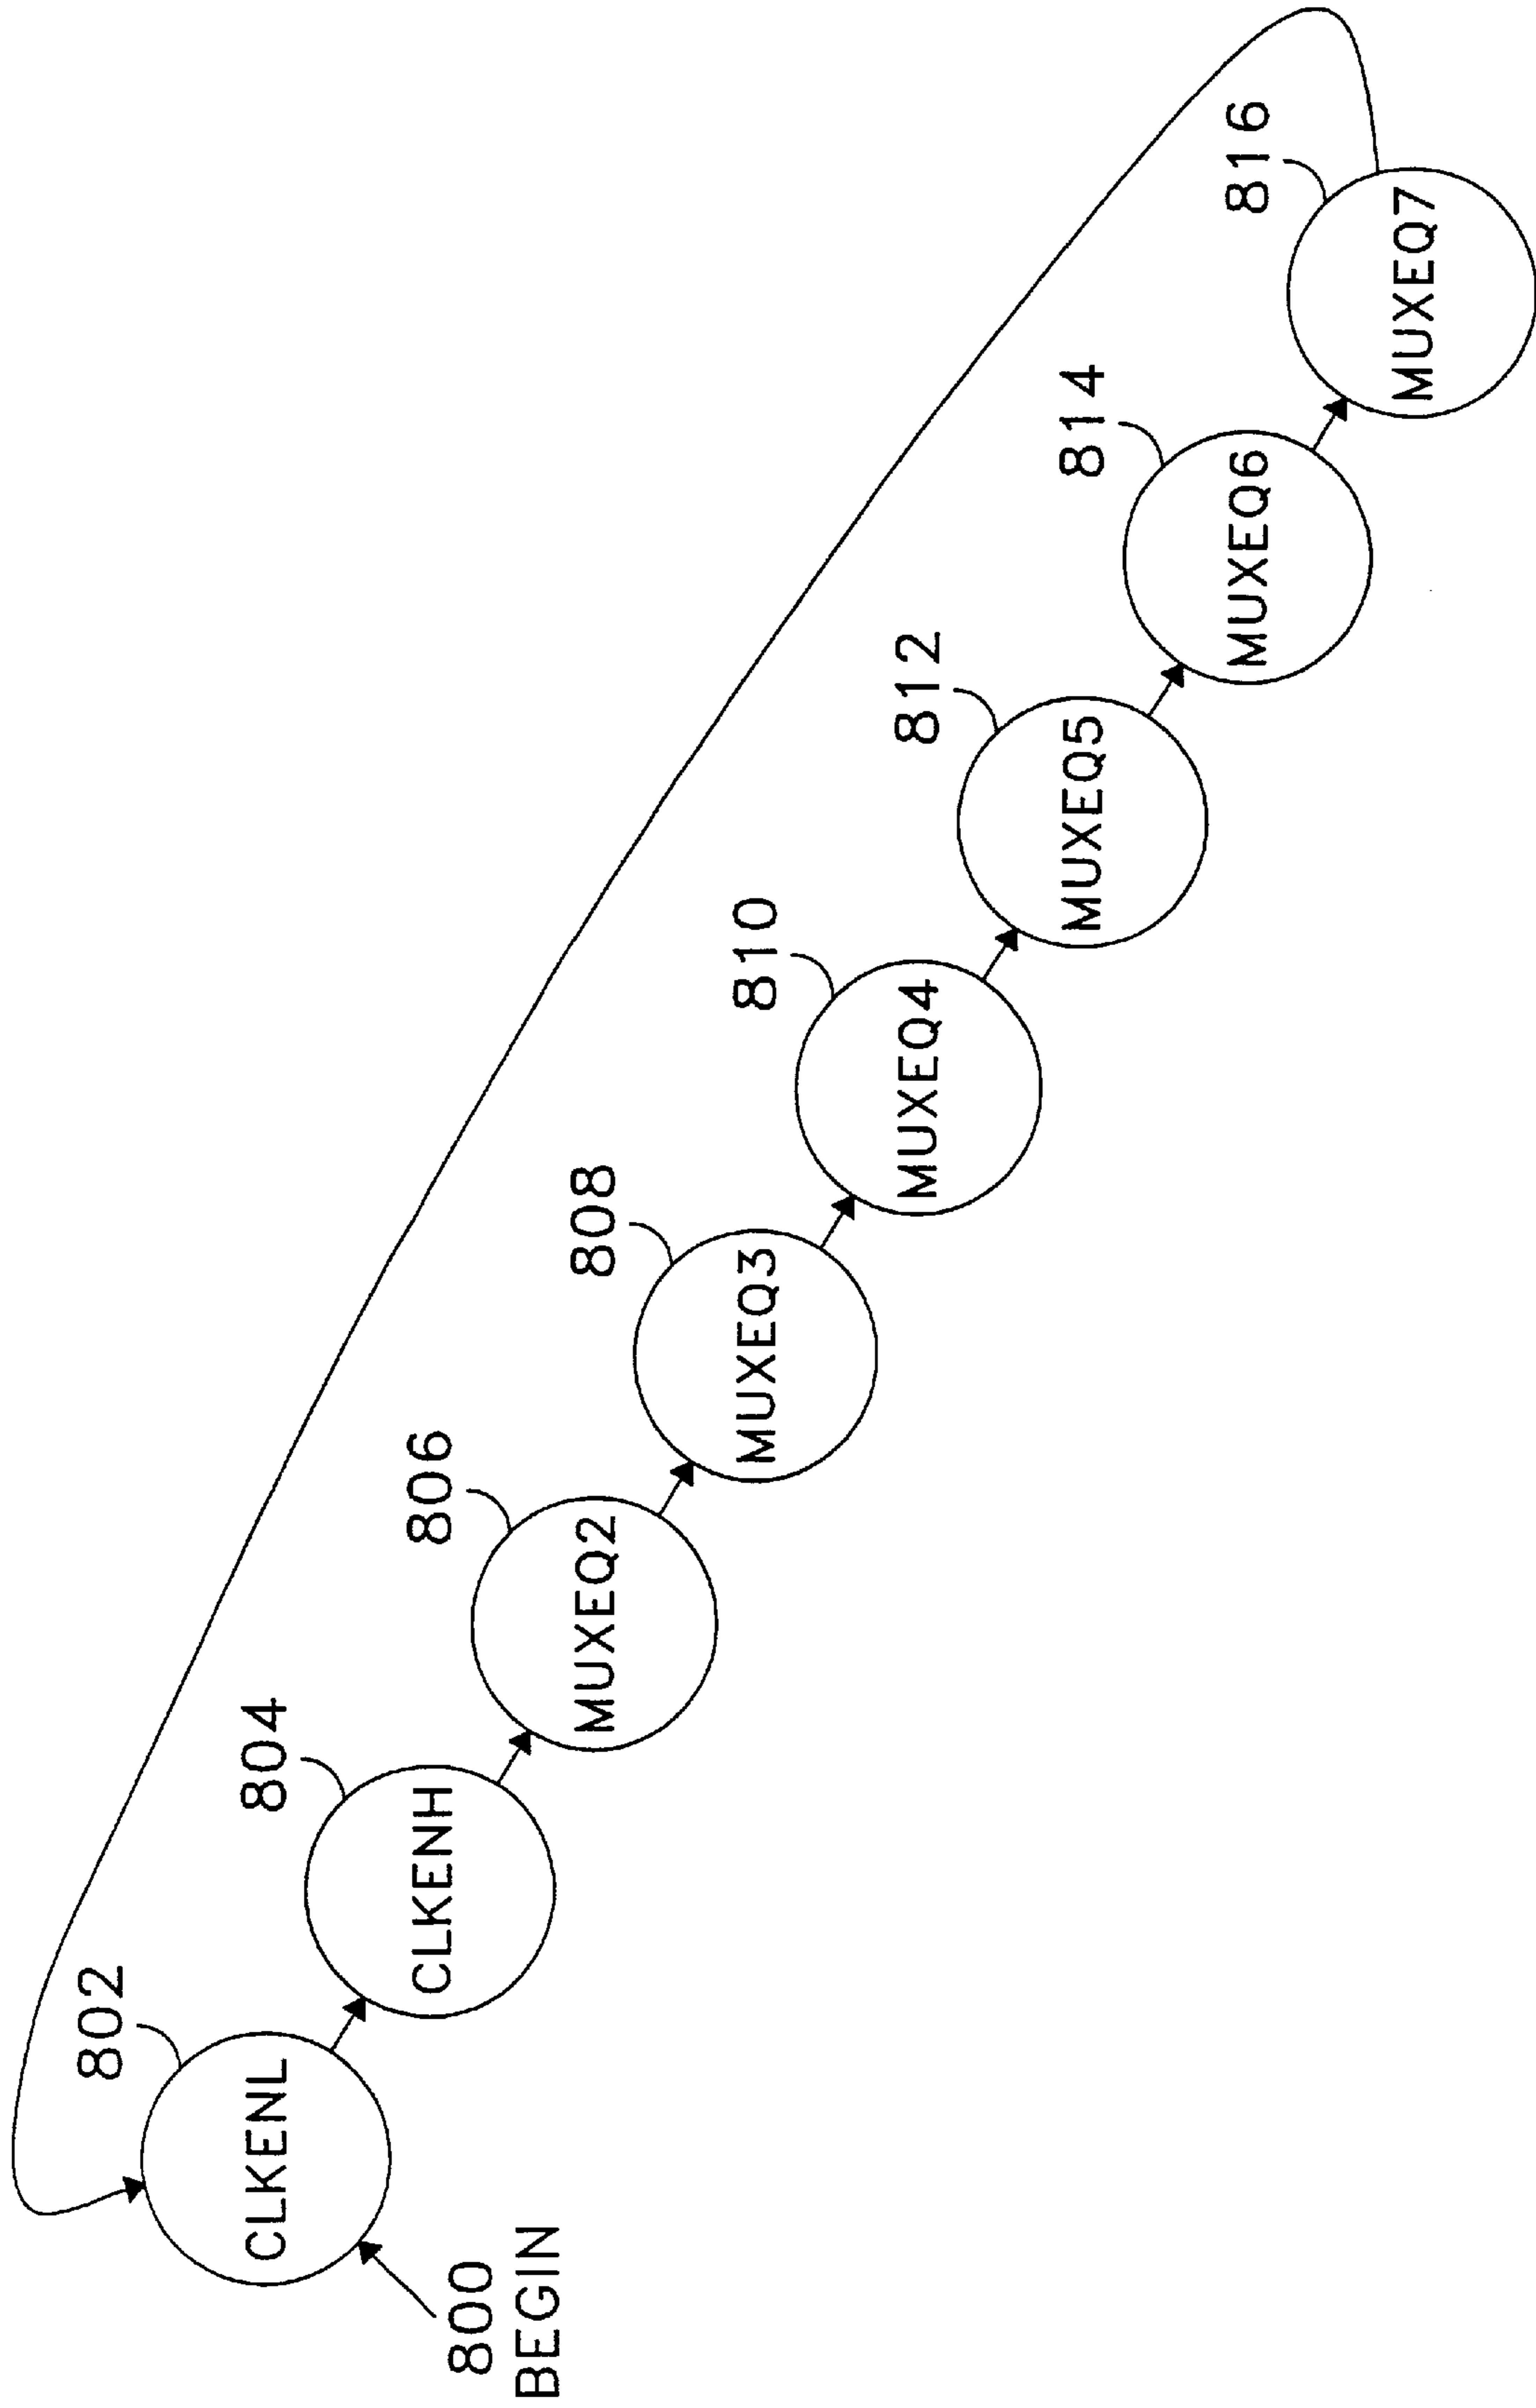 800
BEGIN
802
CLKENL
804
CLKENH
806
MUXEQ2
808
MUXEQ3
810
MUXEQ4
812
MUXEQ5
814
MUXEQ6
816
MUXEQ7